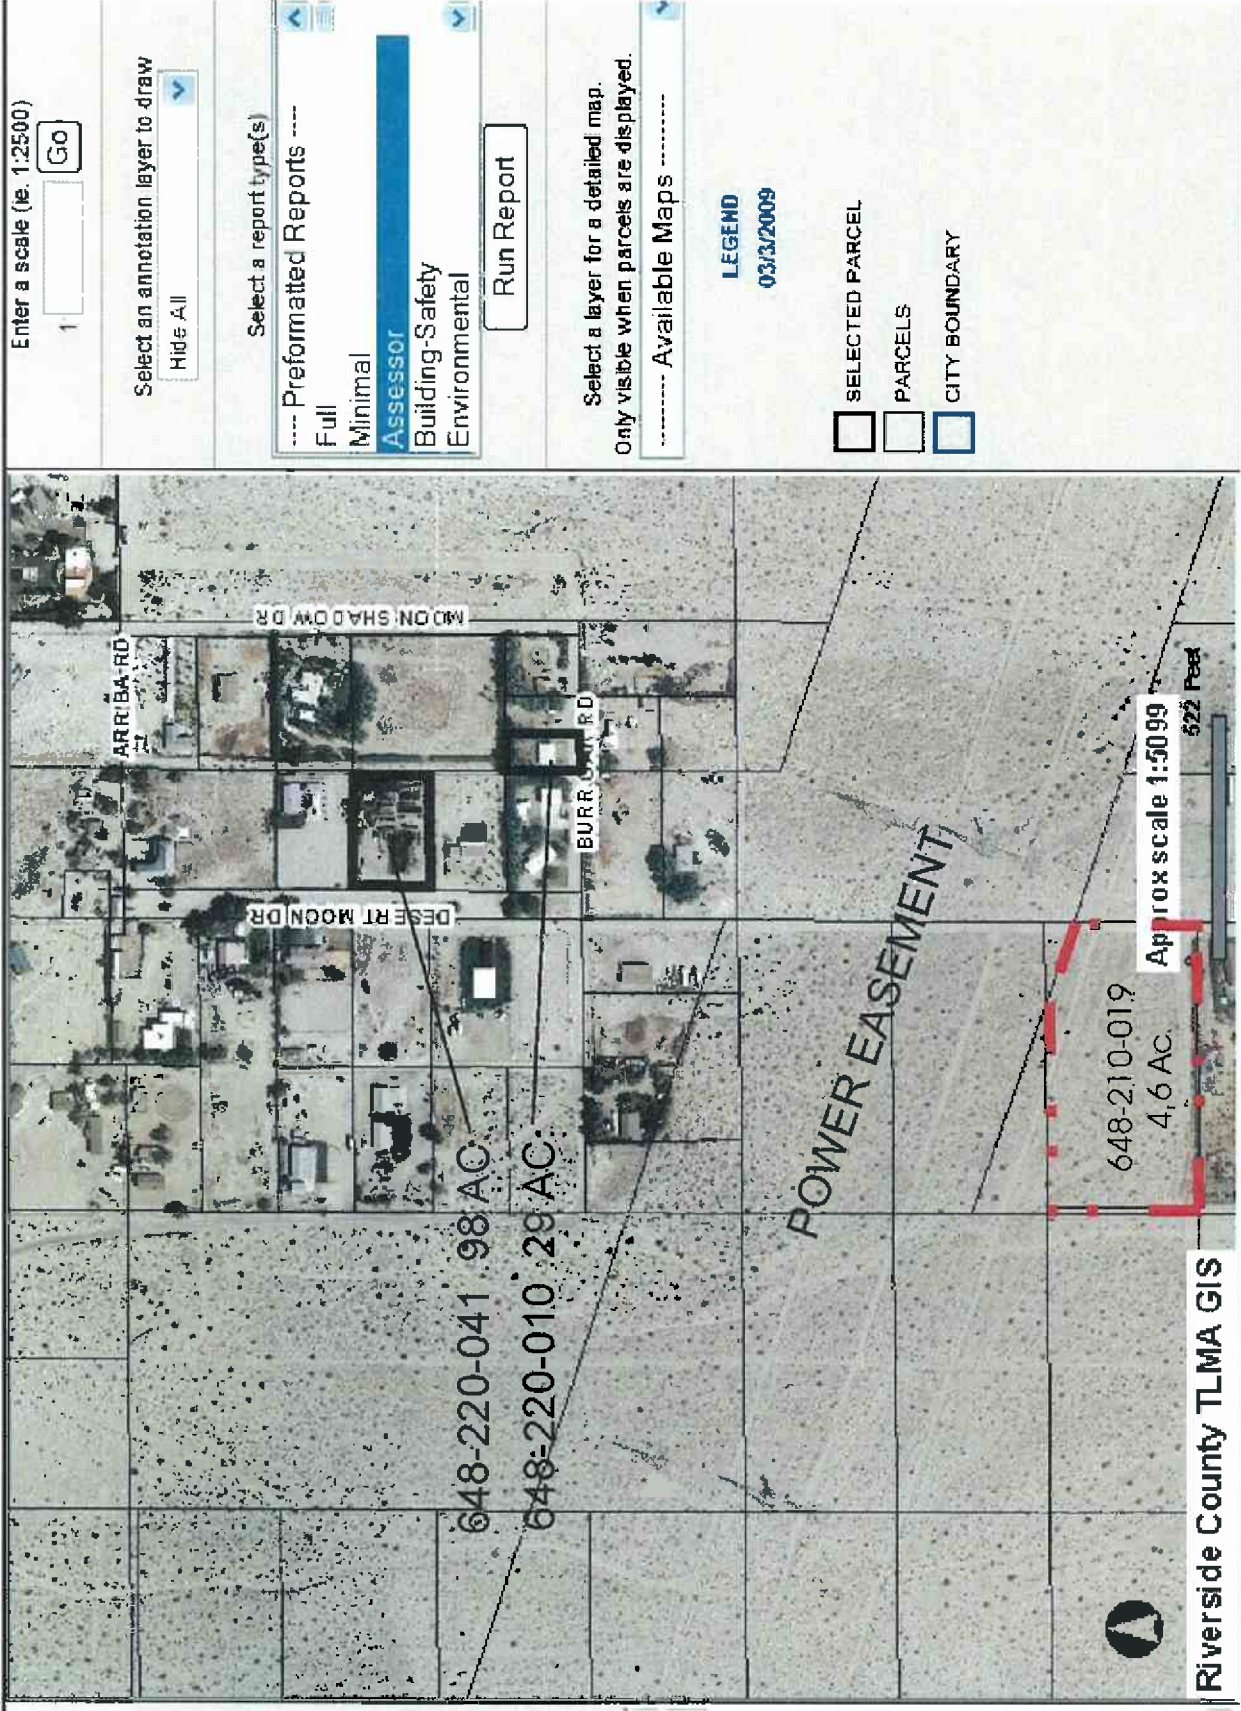 Enter a scale (ie. 1:2500)
1
Go
Select an annotation layer to draw
Hide All
Select a report type(s)
---- Preformatted Reports ----
Full
Minimal
Assessor
Building-Safety
Environmental
Run Report
Select a layer for a detailed map.
Only visible when parcels are displayed.
-------- Available Maps --------
LEGEND
03/3/2009
SELECTED PARCEL
PARCELS
CITY BOUNDARY
ARRIBA RD
MOON SHADOW DR
DESERT MOON DR
BURR RD
648-220-041 .98 AC.
648-220-010 .29 AC.
POWER EASEMENT
648-210-019
4,6 Ac.
Approx scale 1:5099
522 Feet
Riverside County TLMA GIS